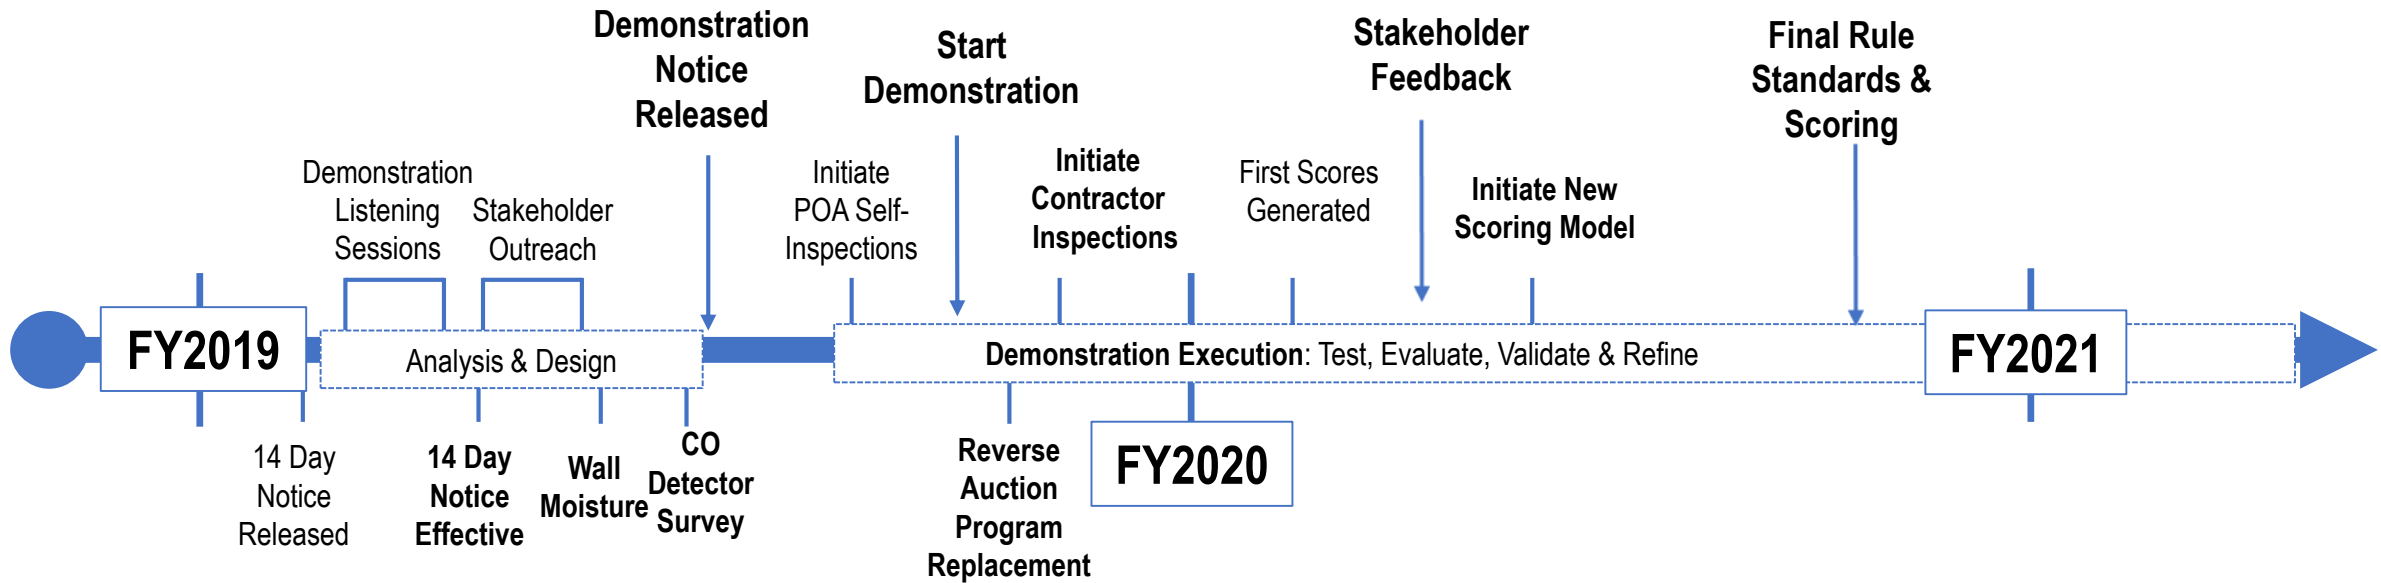 Demonstration
Notice
Released
Start
Demonstration
Stakeholder
Feedback
Final Rule
Standards &
Scoring
Demonstration
Listening
Sessions
Stakeholder
Outreach
Initiate
POA Self-
Inspections
Initiate
Contractor
Inspections
First Scores
Generated
Initiate New
Scoring Model
FY2019
Analysis & Design
Demonstration Execution: Test, Evaluate, Validate & Refine
FY2021
14 Day
Notice
Released
14 Day
Notice
Effective
Wall
Moisture
CO
Detector
Survey
Reverse
Auction
Program
Replacement
FY2020